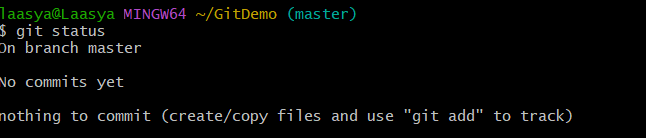 laasya@Laasya MINGW64 ~/GitDemo (master)
$ git status
On branch master
No commits yet
nothing to commit (create/copy files and use "git add" to track)